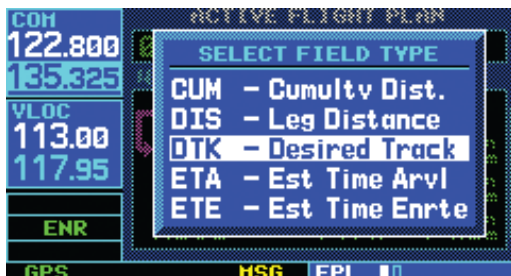 COM
122.800
135.325
VLOC
113.00
117.95
ENR
GPS
ACTIVE FLIGHT PLAN
SELECT FIELD TYPE
CUM – Cumultv Dist.
DIS – Leg Distance
DTK – Desired Track
ETA – Est Time Arvl
ETE – Est Time Enrte
MSG
FPL